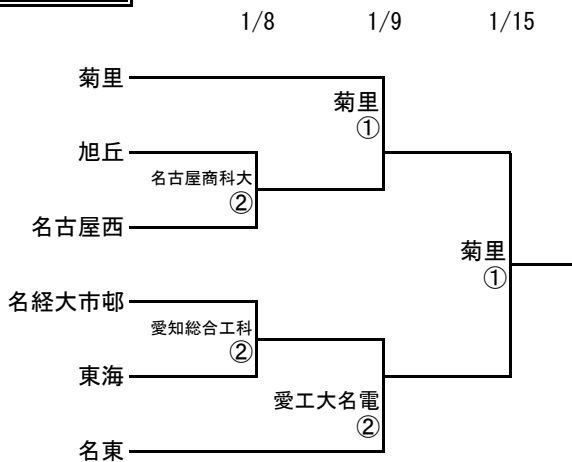 1/8 1/9 1/15
菊里
菊里
①
旭丘
名古屋商科大
②
名古屋西
菊里
①
名経大市邨
愛知総合工科
②
東海
愛工大名電
②
名東